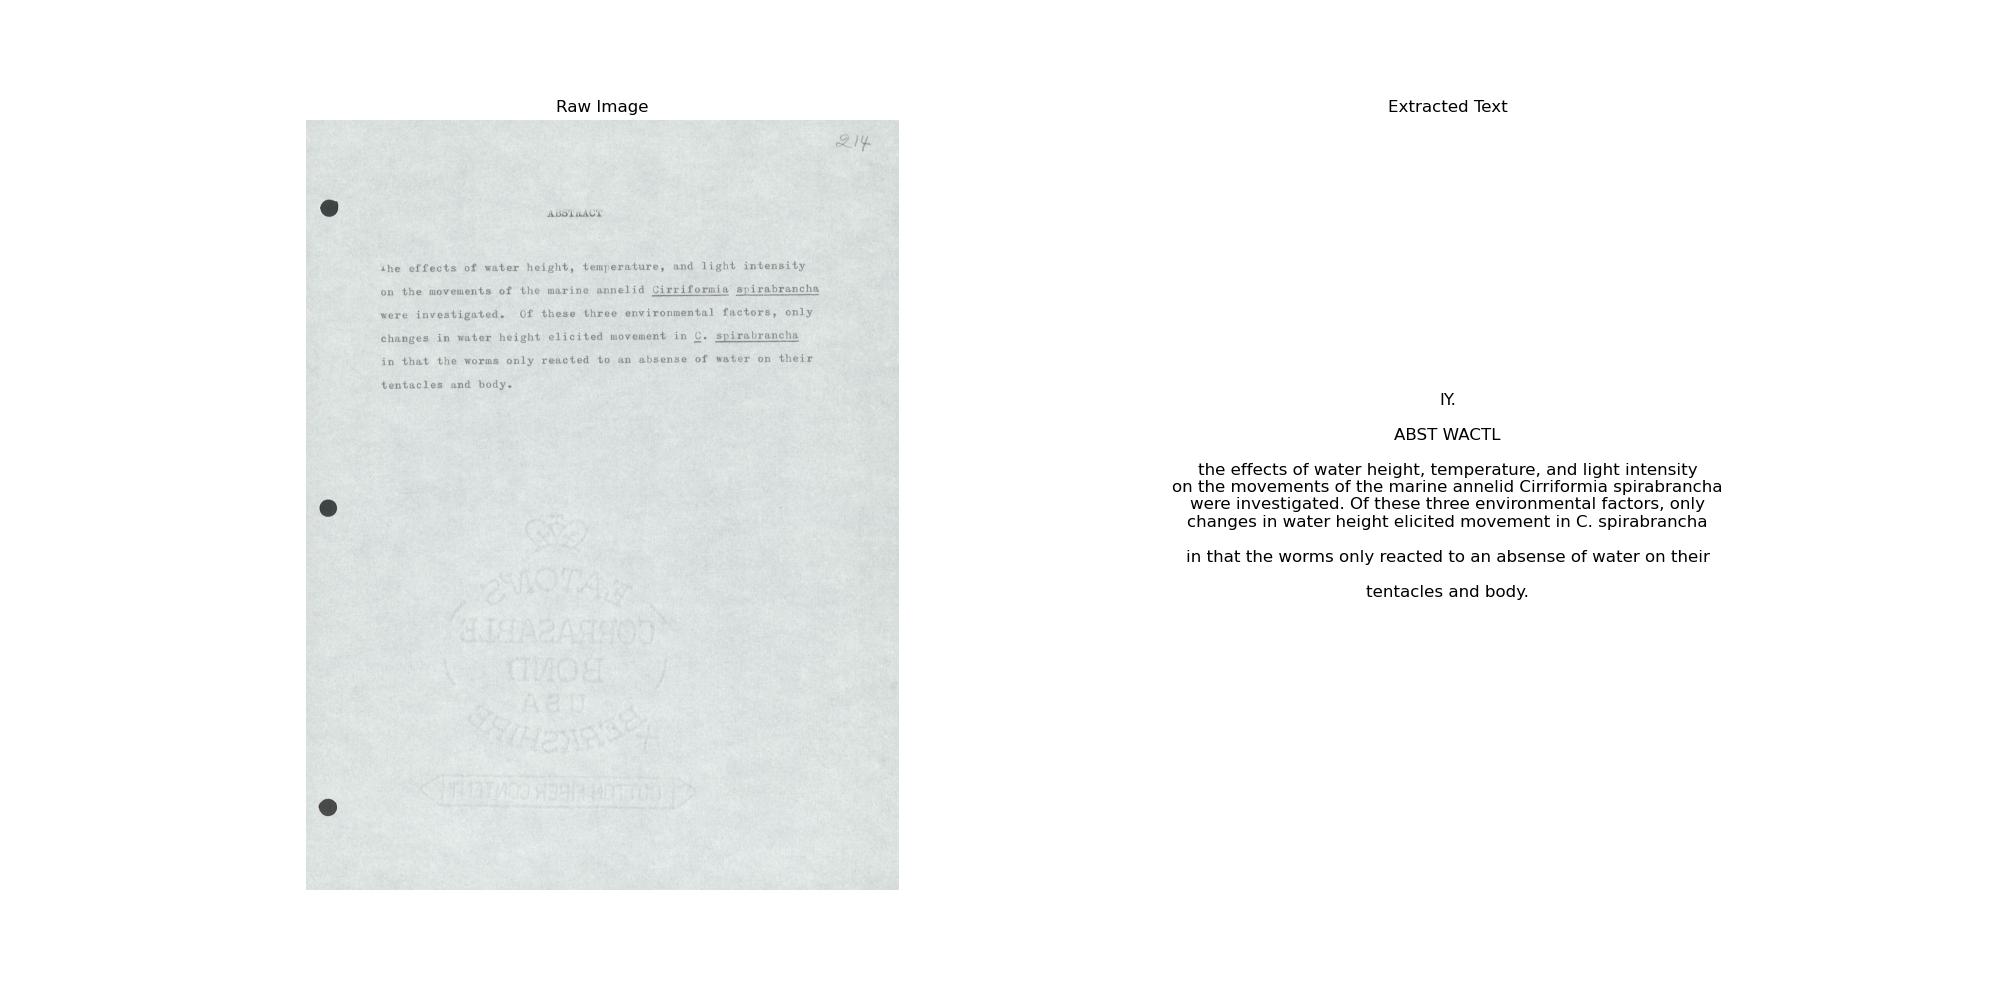 Raw Image
214
ABSTRACT
The effects of water height, temperature, and light intensity
on the movements of the marine annelid Cirriformia spirabrancha
were investigated. Of these three environmental factors, only
changes in water height elicited movement in C. spirabrancha
in that the worms only reacted to an absense of water on their
tentacles and body.
EATON'S
CORRASABLE
BOND
USA
BERKSHIRE
COTTON FIBER CONTENT
Extracted Text
IY.
ABST WACTL
the effects of water height, temperature, and light intensity
on the movements of the marine annelid Cirriformia spirabrancha
were investigated. Of these three environmental factors, only
changes in water height elicited movement in C. spirabrancha
in that the worms only reacted to an absense of water on their
tentacles and body.